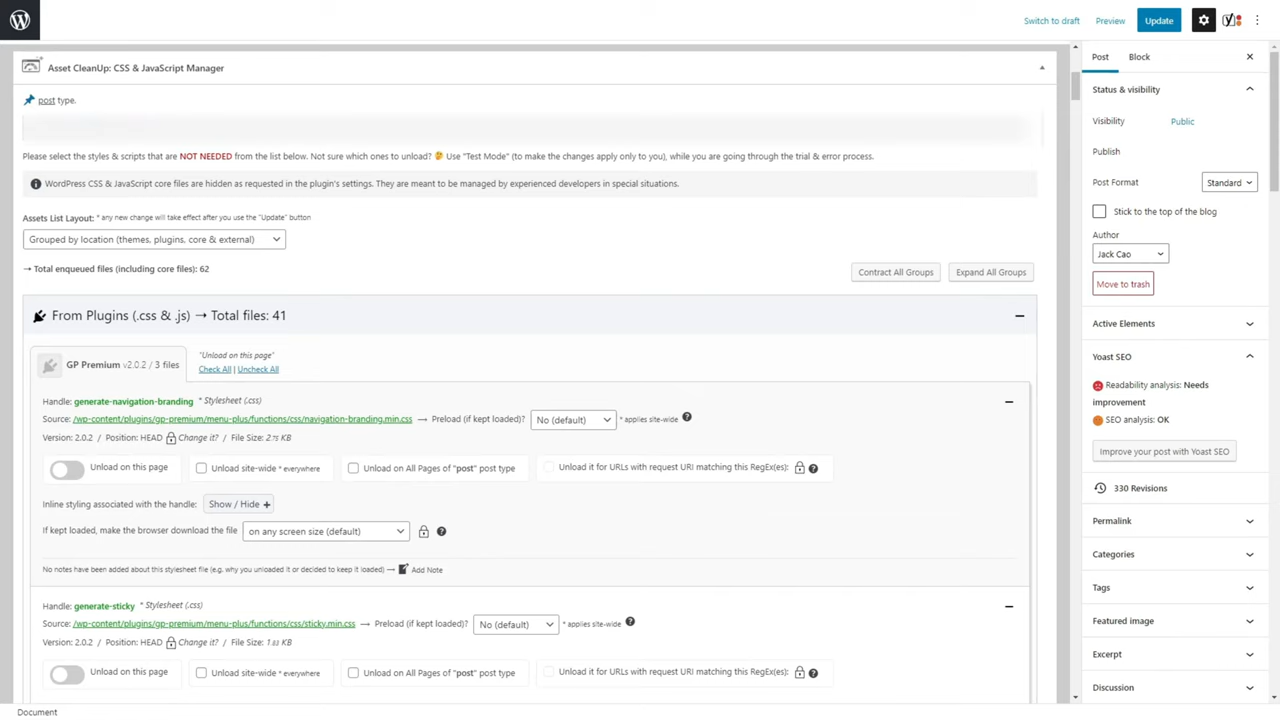 Switch to draft Preview Update
Asset CleanUp: CSS & JavaScript Manager
post type.
Please select the styles & scripts that are NOT NEEDED from the list below. Not sure which ones to unload? 🤔 Use "Test Mode" (to make the changes apply only to you), while you are going through the trial & error process.
WordPress CSS & JavaScript core files are hidden as requested in the plugin's settings. They are meant to be managed by experienced developers in special situations.
Assets List Layout: * any new change will take effect after you use the "Update" button
Grouped by location (themes, plugins, core & external)
→ Total enqueued files (including core files): 62
Contract All Groups Expand All Groups
From Plugins (.css & .js) → Total files: 41
GP Premium v2.0.2 / 3 files
"Unload on this page"
Check All | Uncheck All
Handle: generate-navigation-branding * Stylesheet (.css)
Source: /wp-content/plugins/gp-premium/menu-plus/functions/css/navigation-branding.min.css → Preload (if kept loaded)? No (default) * applies site-wide
Version: 2.0.2 / Position: HEAD Change it? / File Size: 2.75 KB
Unload on this page Unload site-wide * everywhere Unload on All Pages of "post" post type Unload it for URLs with request URI matching this RegEx(es):
Inline styling associated with the handle: Show / Hide +
If kept loaded, make the browser download the file on any screen size (default)
No notes have been added about this stylesheet file (e.g. why you unloaded it or decided to keep it loaded) → Add Note
Handle: generate-sticky * Stylesheet (.css)
Source: /wp-content/plugins/gp-premium/menu-plus/functions/css/sticky.min.css → Preload (if kept loaded)? No (default) * applies site-wide
Version: 2.0.2 / Position: HEAD Change it? / File Size: 1.82 KB
Unload on this page Unload site-wide * everywhere Unload on All Pages of "post" post type Unload it for URLs with request URI matching this RegEx(es):
Document
Post Block
Status & visibility
Visibility Public
Publish
Post Format Standard
Stick to the top of the blog
Author
Jack Cao
Move to trash
Active Elements
Yoast SEO
Readability analysis: Needs
improvement
SEO analysis: OK
Improve your post with Yoast SEO
330 Revisions
Permalink
Categories
Tags
Featured image
Excerpt
Discussion